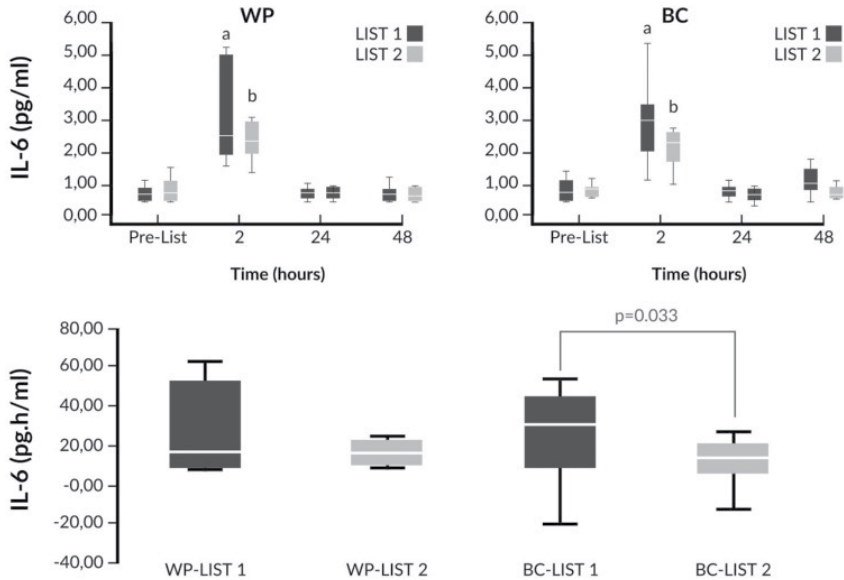 WP
IL-6 (pg/ml)
6,00
5,00
4,00
3,00
2,00
1,00
0,00
a
b
LIST 1
LIST 2
Pre-List
2
24
48
Time (hours)
BC
6,00
5,00
4,00
3,00
2,00
1,00
0,00
a
b
LIST 1
LIST 2
Pre-List
2
24
48
Time (hours)
IL-6 (pg.h/ml)
80,00
60,00
40,00
20,00
-0,00
-20,00
-40,00
p=0.033
WP-LIST 1
WP-LIST 2
BC-LIST 1
BC-LIST 2